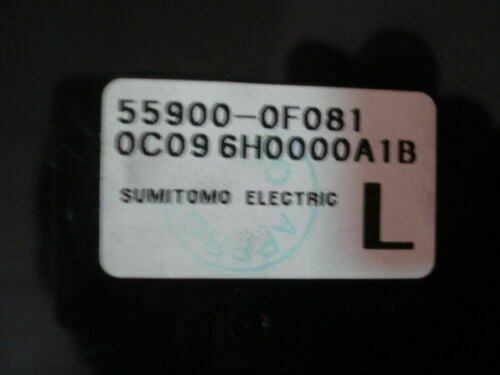 55900-0F081
0C096H0000A1B
SUMITOMO ELECTRIC
L